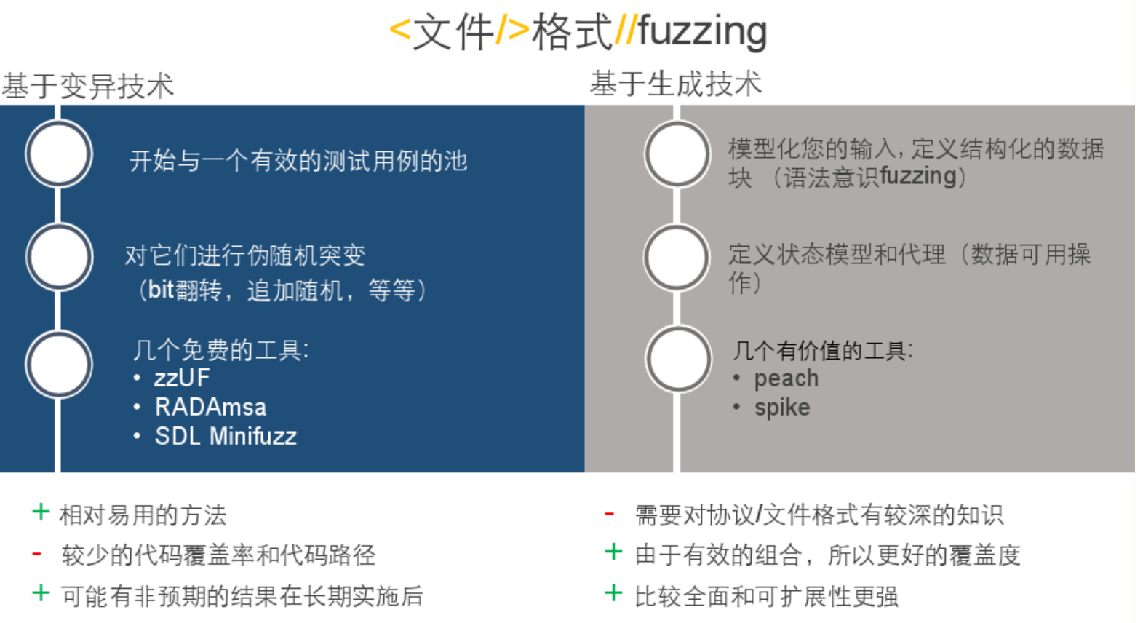 <文件/>格式//fuzzing
基于变异技术
开始与一个有效的测试用例的池
对它们进行伪随机突变
（bit翻转，追加随机，等等）
几个免费的工具:
• zzUF
• RADAmsa
• SDL Minifuzz
+ 相对易用的方法
- 较少的代码覆盖率和代码路径
+ 可能有非预期的结果在长期实施后
基于生成技术
模型化您的输入, 定义结构化的数据
块 （语法意识fuzzing）
定义状态模型和代理（数据可用操
作）
几个有价值的工具:
• peach
• spike
- 需要对协议/文件格式有较深的知识
+ 由于有效的组合，所以更好的覆盖度
+ 比较全面和可扩展性更强